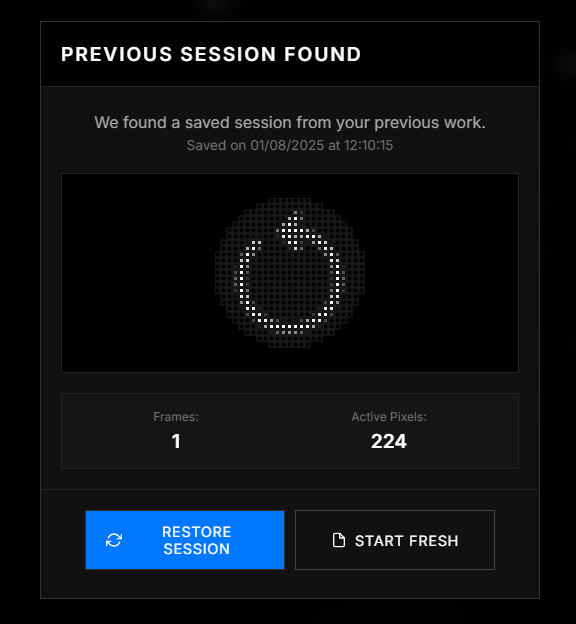 PREVIOUS SESSION FOUND
We found a saved session from your previous work.
Saved on 01/08/2025 at 12:10:15
Frames:
1
Active Pixels:
224
RESTORE
SESSION
START FRESH